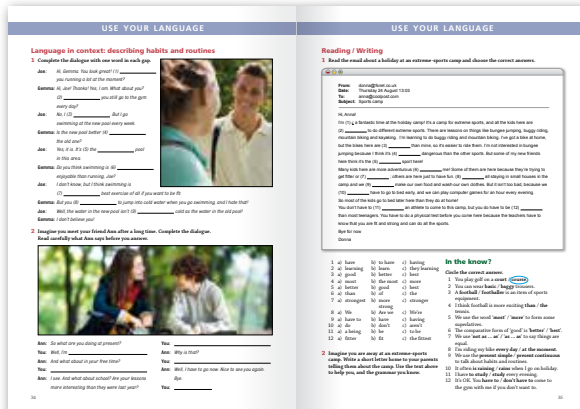 USE YOUR LANGUAGE
Language in context: describing habits and routines
1 Complete the dialogue with one word in each gap.
Joe: Hi, Gemma. You look great! (1)
you running a lot at the moment?
Gemma: Hi, Joe! Thanks! Yes, I am. What about you?
(2) you still go to the gym
every day?
Joe: No, I (3) But I go
swimming at the new pool every week.
Gemma: Is the new pool better (4)
the old one?
Joe: Yes, it is. It's (5) the pool
in this area.
Gemma: Do you think swimming is (6)
enjoyable than running, Joe?
Joe: I don't know, but I think swimming is
(7) best exercise of all if you want to be fit.
Gemma: But you (8) to jump into cold water when you go swimming, and I hate that!
Joe: Well, the water in the new pool isn't (9) cold as the water in the old pool!
Gemma: I don't believe you!
2 Imagine you meet your friend Ann after a long time. Complete the dialogue.
Read carefully what Ann says before you answer.
Ann: So what are you doing at present?
You: Well, I'm
Ann: And what about in your free time?
You:
Ann: I see. And what about school? Are your lessons
more interesting than they were last year?
You:
Ann: Why is that?
You:
Ann: Well, I have to go now. Nice to see you again.
Bye.
You:
34
USE YOUR LANGUAGE
Reading / Writing
1 Read the email about a holiday at an extreme-sports camp and choose the correct answers.
From: donna@
Date: Thursday 24 August 13:03
To: anna@coolpost.com
Subject: Sports camp
Hi, Anna!
I'm (1) a fantastic time at the holiday camp! It's a camp for extreme sports, and all the kids here are
(2) to do different extreme sports. There are lessons on things like bungee jumping, buggy riding,
mountain biking and kayaking. I'm learning to do buggy riding and mountain biking. I've got a bike at home,
but the bikes here are (3) than mine, so it's easier to ride them. I'm not interested in bungee
jumping because I think it's (4) dangerous than the other sports. But some of my new friends
here think it's the (5) sport here!
Many kids here are more adventurous (6) me! Some of them are here because they're trying to
get fitter or (7) others are here just to have fun. (8) all staying in small houses in the
camp and we (9) make our own food and wash our own clothes. But it isn't too bad, because we
(10) have to go to bed early, and we can play computer games for an hour every evening.
So most of the kids go to bed later here than they do at home!
You don't have to (11) an athlete to come to this camp, but you do have to be (12)
than most teenagers. You have to do a physical test before you come here because the teachers have to
know that you are fit and strong and can do all the sports.
Bye for now
Donna
1 a) have b) to have c) having
2 a) learning b) learn c) they learning
3 a) good b) better c) best
4 a) most b) the most c) more
5 a) better b) good c) best
6 a) than b) of c) the
7 a) strongest b) more strong c) stronger
8 a) We b) Are we c) We're
9 a) have to b) have c) having
10 a) do b) don't c) aren't
11 a) a being b) be c) to be
12 a) fitter b) fit c) the fittest
2 Imagine you are away at an extreme-sports
camp. Write a short letter home to your parents
telling them about the camp. Use the text above
to help you, and the grammar you know.
In the know?
Circle the correct answer.
1 You play golf on a court / course.
2 You can wear basic / baggy trousers.
3 A football / footballer is an item of sports
equipment.
4 I think football is more exciting than / the
tennis.
5 We use the word 'most' / 'more' to form some
superlatives.
6 The comparative form of 'good' is 'better' / 'best'.
7 We use 'not as ... as' / 'as ... as' to say things are
equal.
8 I'm riding my bike every day / at the moment.
9 We use the present simple / present continuous
to talk about habits and routines.
10 It often is raining / rains when I go on holiday.
11 I have to study / study every evening.
12 It's OK. You have to / don't have to come to
the gym with me if you don't want to.
35